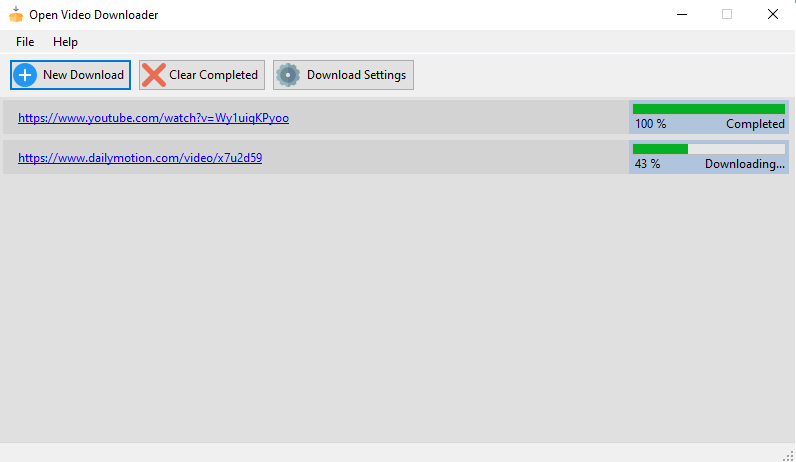 Open Video Downloader
File Help
New Download Clear Completed Download Settings
https://www.youtube.com/watch?v=Wy1uiqKPyoo
100 % Completed
https://www.dailymotion.com/video/x7u2d59
43 % Downloading...